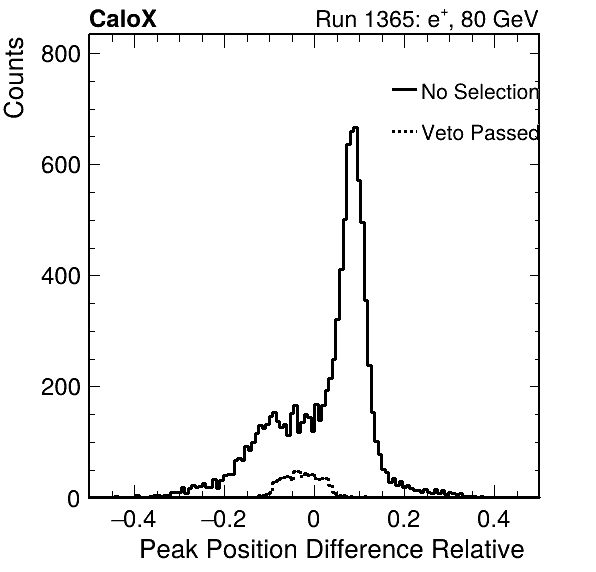 CaloX Run 1365: e+, 80 GeV
Counts
800
No Selection
Veto Passed
600
400
200
0
−0.4 −0.2 0 0.2 0.4
Peak Position Difference Relative